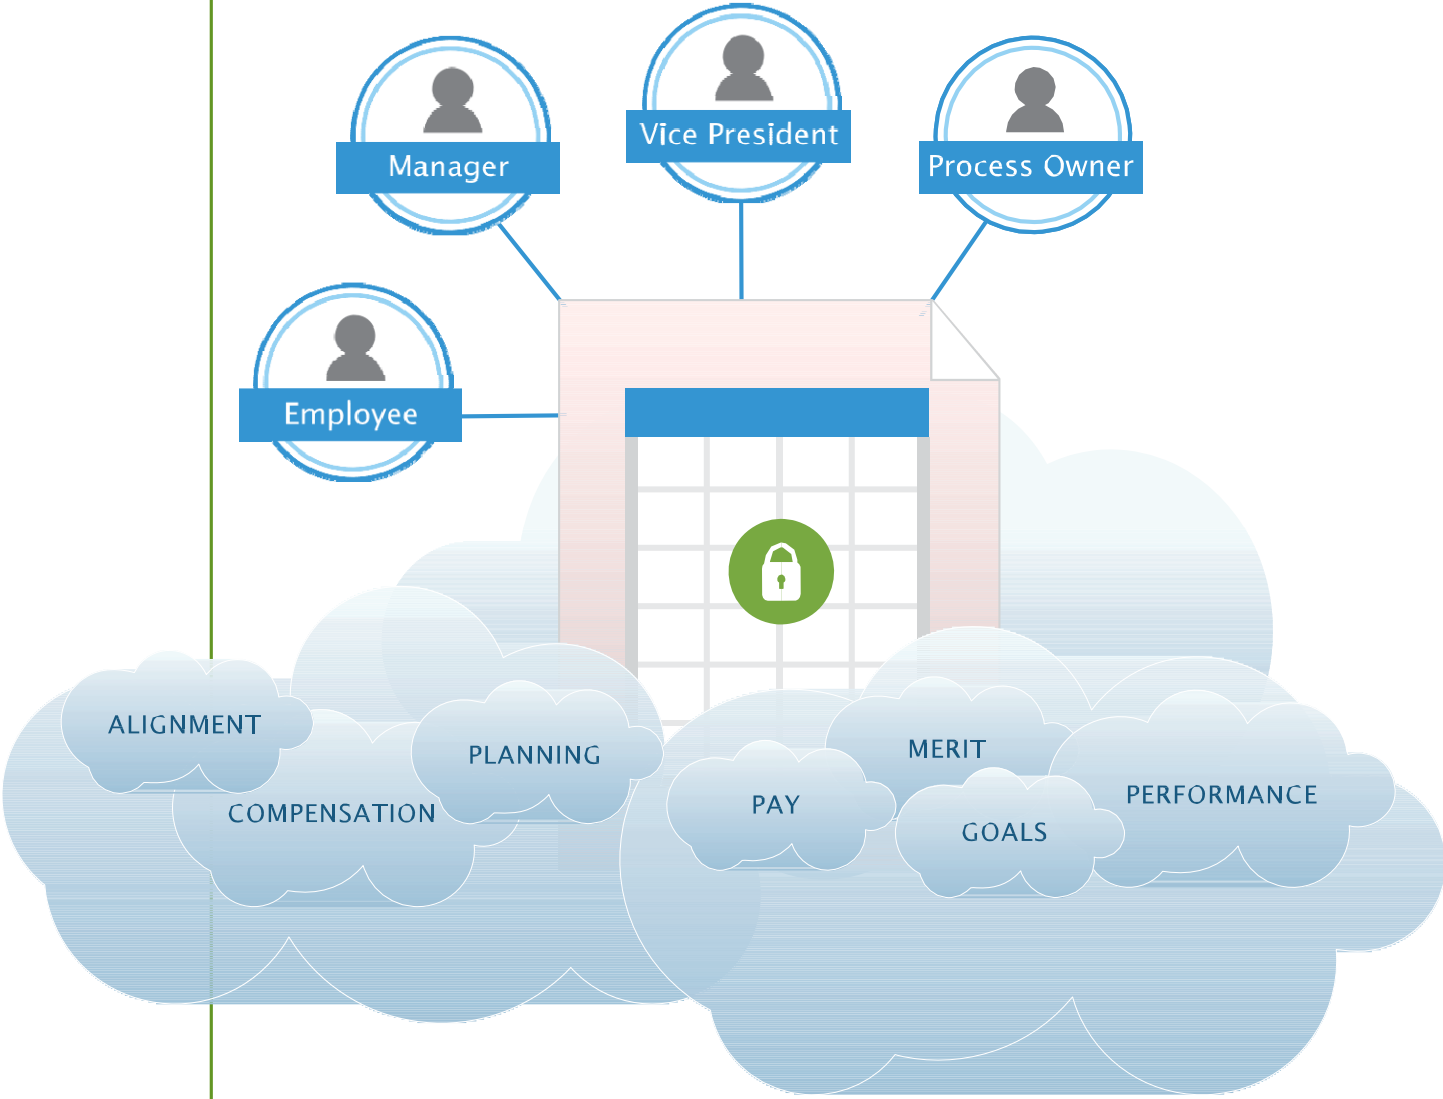 Vice President
Manager
Process Owner
Employee
ALIGNMENT
PLANNING
MERIT
COMPENSATION
PAY
PERFORMANCE
GOALS